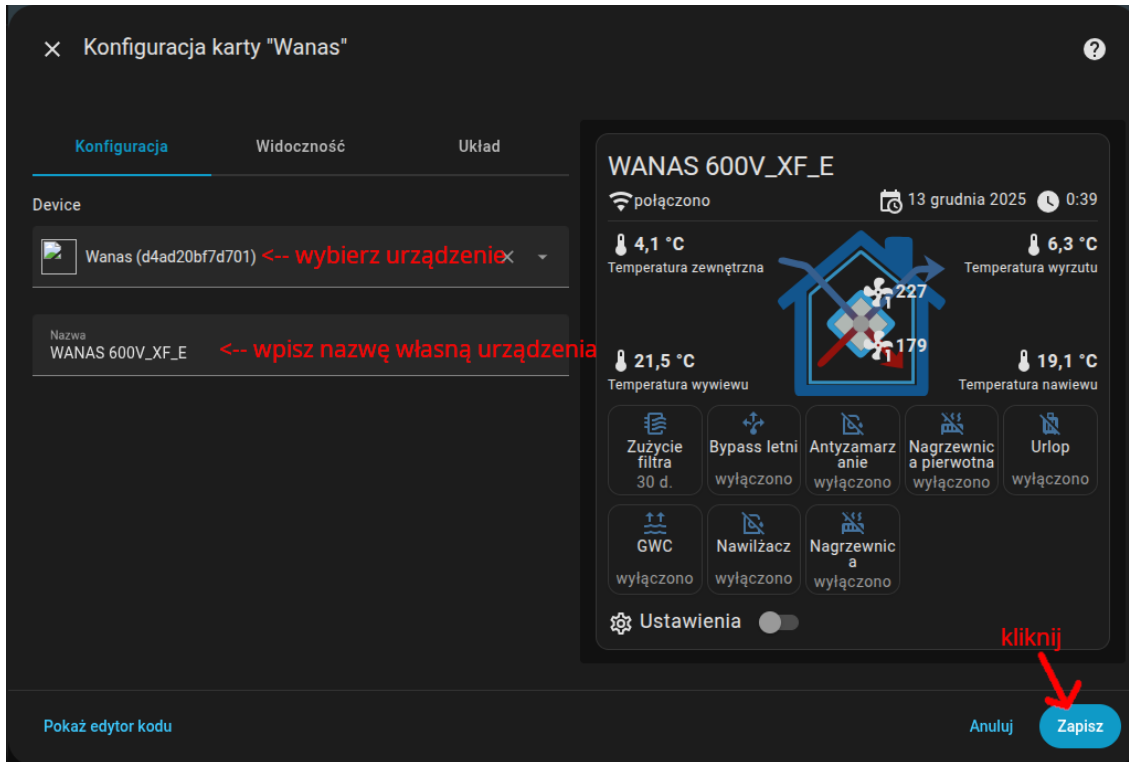 Konfiguracja karty "Wanas"
Konfiguracja Widoczność Układ
Device
Wanas (d4ad20bf7d701) <-- wybierz urządzenie
Nazwa
WANAS 600V_XF_E <-- wpisz nazwę własną urządzenia
WANAS 600V_XF_E
połączono 13 grudnia 2025 0:39
4,1 °C 6,3 °C
Temperatura zewnętrzna Temperatura wyrzutu
227
1
179
1
21,5 °C 19,1 °C
Temperatura wywiewu Temperatura nawiewu
Zużycie
filtra
30 d.
Bypass letni
wyłączono
Antyzamarz
anie
wyłączono
Nagrzewnic
a pierwotna
wyłączono
Urlop
wyłączono
GWC
wyłączono
Nawilżacz
wyłączono
Nagrzewnic
a
wyłączono
Ustawienia
kliknij
Pokaż edytor kodu Anuluj Zapisz